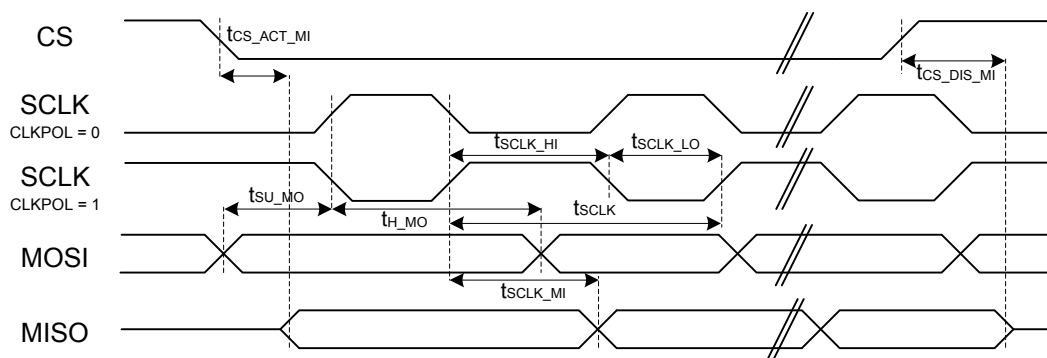 CS
tCS_ACT_MI
tCS_DIS_MI
SCLK
CLKPOL = 0
tSCLK_HI
tSCLK_LO
SCLK
CLKPOL = 1
tSU_MO
tH_MO
tSCLK
MOSI
tSCLK_MI
MISO